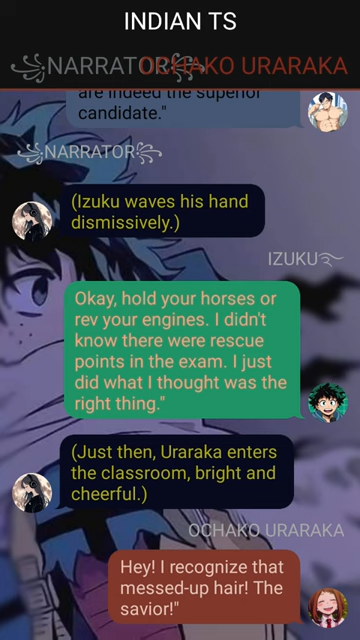 INDIAN TS
꧁NARRATOR꧂
OCHAKO URARAKA
are indeed the superior
candidate."
꧁NARRATOR꧂
(Izuku waves his hand
dismissively.)
IZUKU
Okay, hold your horses or
rev your engines. I didn't
know there were rescue
points in the exam. I just
did what I thought was the
right thing."
(Just then, Uraraka enters
the classroom, bright and
cheerful.)
OCHAKO URARAKA
Hey! I recognize that
messed-up hair! The
savior!"